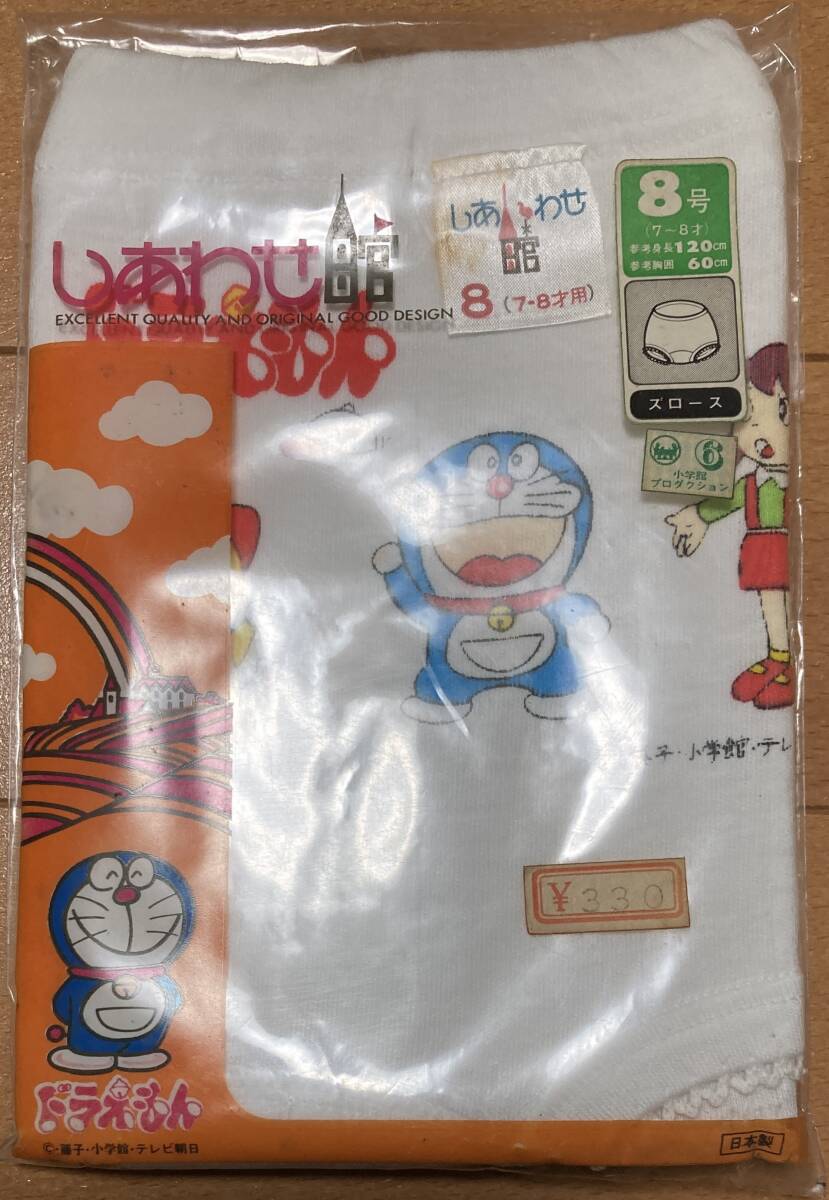 しあわせ館
EXCELLENT QUALITY AND ORIGINAL GOOD DESIGN
しあわせ
館
8 (7-8才用)
8号
(7~8才)
参考身長120cm
参考胸囲 60cm
ズロース
小学館
プロダクション
子・小学館・テレ
¥330
ドラえもん
©・藤子・小学館・テレビ朝日
日本製